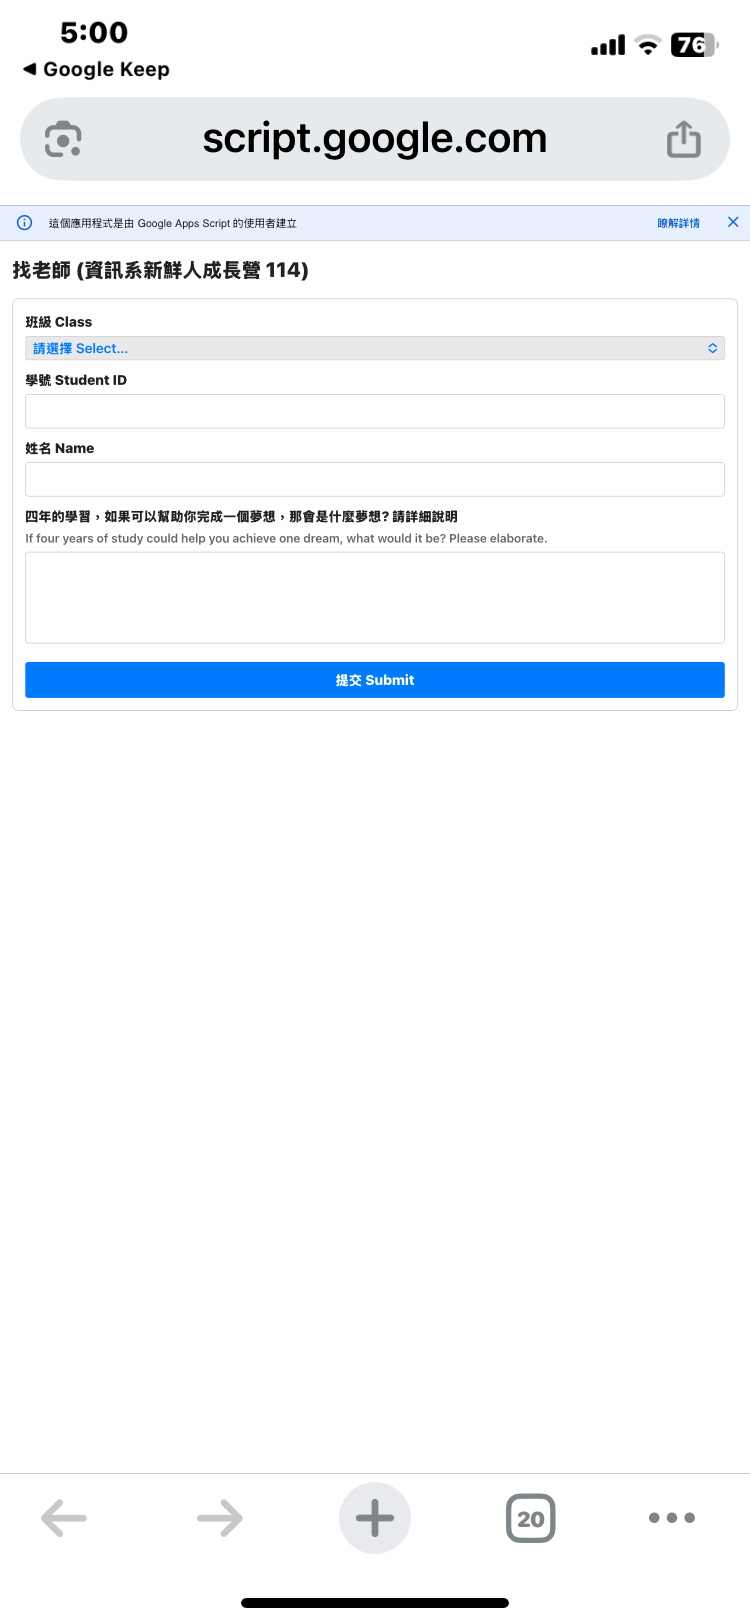 5:00
76
◀ Google Keep
script.google.com
這個應用程式是由 Google Apps Script 的使用者建立
瞭解詳情
找老師 (資訊系新鮮人成長營 114)
班級 Class
請選擇 Select...
學號 Student ID
姓名 Name
四年的學習，如果可以幫助你完成一個夢想，那會是什麼夢想? 請詳細說明
If four years of study could help you achieve one dream, what would it be? Please elaborate.
提交 Submit
20